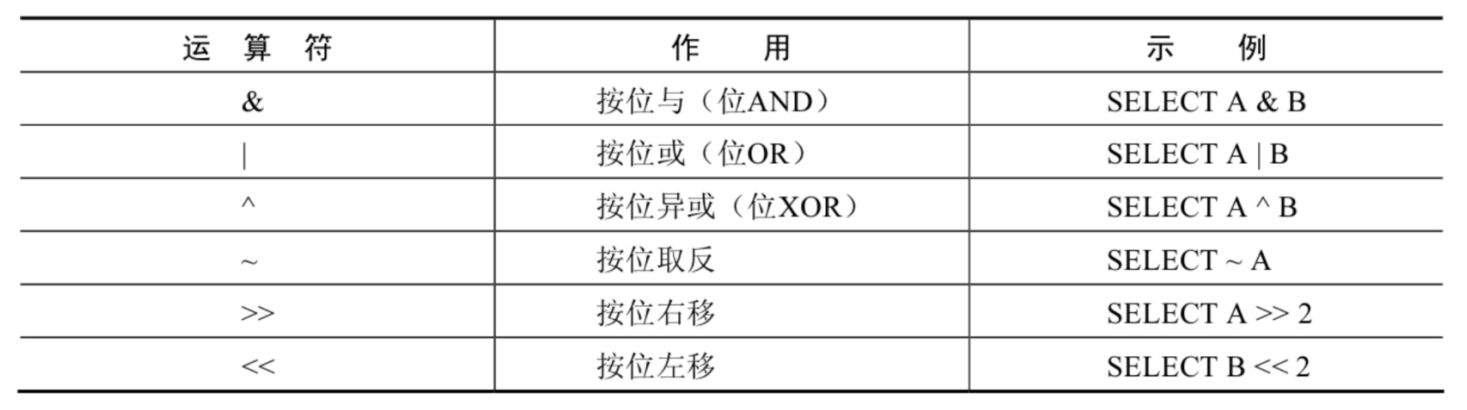 运 算 符 作 用 示 例
& 按位与（位AND） SELECT A & B
| 按位或（位OR） SELECT A | B
^ 按位异或（位XOR） SELECT A ^ B
~ 按位取反 SELECT ~ A
>> 按位右移 SELECT A >> 2
<< 按位左移 SELECT B << 2